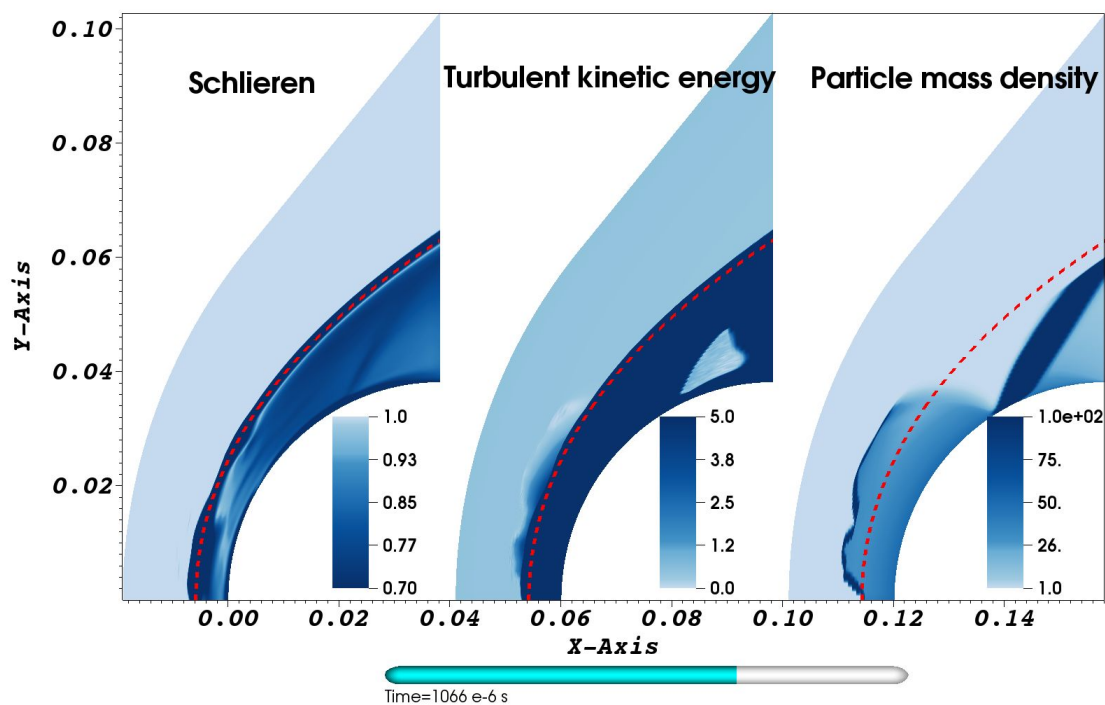 0.10
Schlieren
Turbulent kinetic energy
Particle mass density
0.08
0.06
Y-Axis
0.04
1.0
5.0
1.0e+02
0.93
3.8
75.
0.02
0.85
2.5
50.
0.77
1.2
26.
0.70
0.0
1.0
0.00 0.02 0.04 0.06 0.08 0.10 0.12 0.14
X-Axis
Time=1066 e-6 s